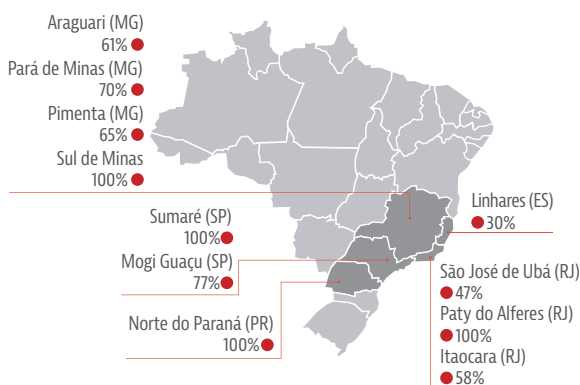 Araguari (MG)
61%
Pará de Minas (MG)
70%
Pimenta (MG)
65%
Sul de Minas
100%
Sumaré (SP)
100%
Mogi Guaçu (SP)
77%
Norte do Paraná (PR)
100%
Linhares (ES)
30%
São José de Ubá (RJ)
47%
Paty do Alferes (RJ)
100%
Itaocara (RJ)
58%